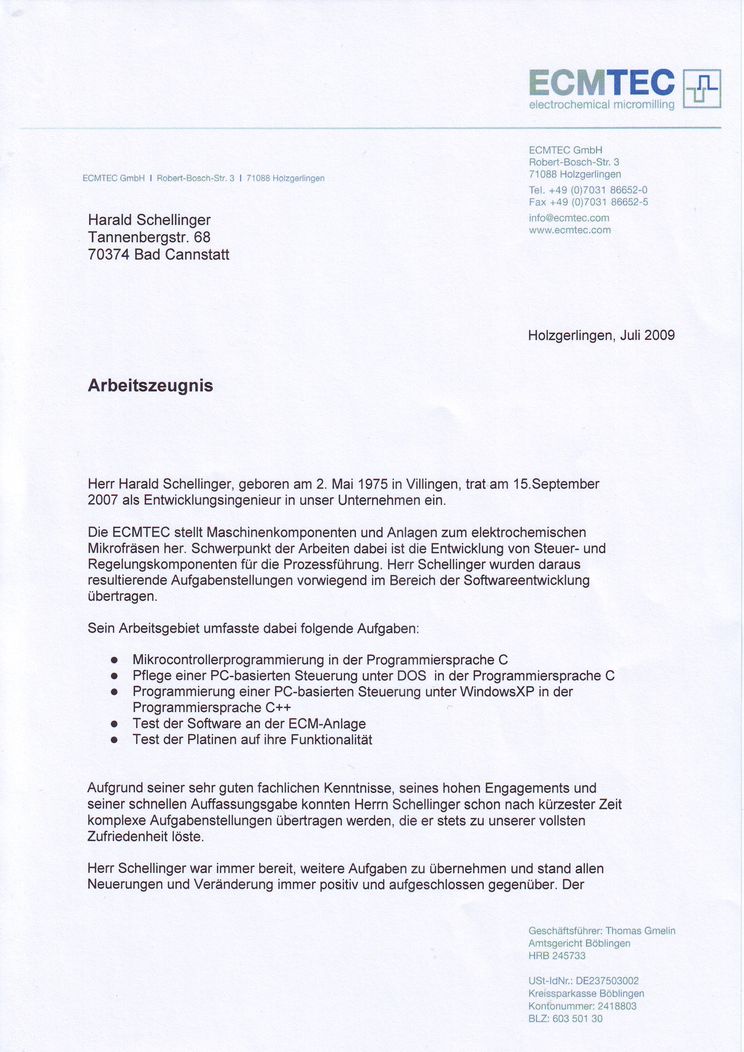 ECMTEC
electrochemical micromilling
ECMTEC GmbH
Robert-Bosch-Str. 3
71088 Holzgerlingen
Tel. +49 (0)7031 86652-0
Fax +49 (0)7031 86652-5
info@ecmtec.com
www.ecmtec.com
ECMTEC GmbH I Robert-Bosch-Str. 3 I 71088 Holzgerlingen
Harald Schellinger
Tannenbergstr. 68
70374 Bad Cannstatt
Holzgerlingen, Juli 2009
Arbeitszeugnis
Herr Harald Schellinger, geboren am 2. Mai 1975 in Villingen, trat am 15.September
2007 als Entwicklungsingenieur in unser Unternehmen ein.
Die ECMTEC stellt Maschinenkomponenten und Anlagen zum elektrochemischen
Mikrofräsen her. Schwerpunkt der Arbeiten dabei ist die Entwicklung von Steuer- und
Regelungskomponenten für die Prozessführung. Herr Schellinger wurden daraus
resultierende Aufgabenstellungen vorwiegend im Bereich der Softwareentwicklung
übertragen.
Sein Arbeitsgebiet umfasste dabei folgende Aufgaben:
● Mikrocontrollerprogrammierung in der Programmiersprache C
● Pflege einer PC-basierten Steuerung unter DOS in der Programmiersprache C
● Programmierung einer PC-basierten Steuerung unter WindowsXP in der
Programmiersprache C++
● Test der Software an der ECM-Anlage
● Test der Platinen auf ihre Funktionalität
Aufgrund seiner sehr guten fachlichen Kenntnisse, seines hohen Engagements und
seiner schnellen Auffassungsgabe konnten Herrn Schellinger schon nach kürzester Zeit
komplexe Aufgabenstellungen übertragen werden, die er stets zu unserer vollsten
Zufriedenheit löste.
Herr Schellinger war immer bereit, weitere Aufgaben zu übernehmen und stand allen
Neuerungen und Veränderung immer positiv und aufgeschlossen gegenüber. Der
Geschäftsführer: Thomas Gmelin
Amtsgericht Böblingen
HRB 245733
USt-IdNr.: DE237503002
Kreissparkasse Böblingen
Kontonummer: 2418803
BLZ: 603 501 30